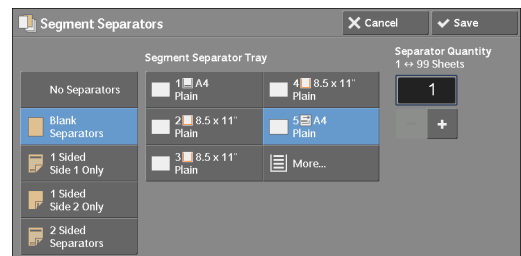 Segment Separators
Cancel
Save
Segment Separator Tray
Separator Quantity
1 ↔ 99 Sheets
No Separators
1 A4
Plain
4 8.5 x 11"
Plain
1
Blank
Separators
2 8.5 x 11"
Plain
5 A4
Plain
- +
1 Sided
Side 1 Only
3 8.5 x 11"
Plain
More...
1 Sided
Side 2 Only
2 Sided
Separators